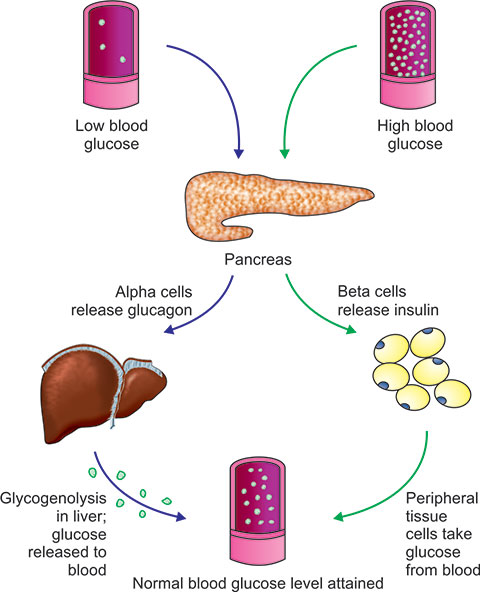 Low blood
glucose
High blood
glucose
Pancreas
Alpha cells
release glucagon
Beta cells
release insulin
Glycogenolysis
in liver;
glucose
released to
blood
Peripheral
tissue
cells take
glucose
from blood
Normal blood glucose level attained